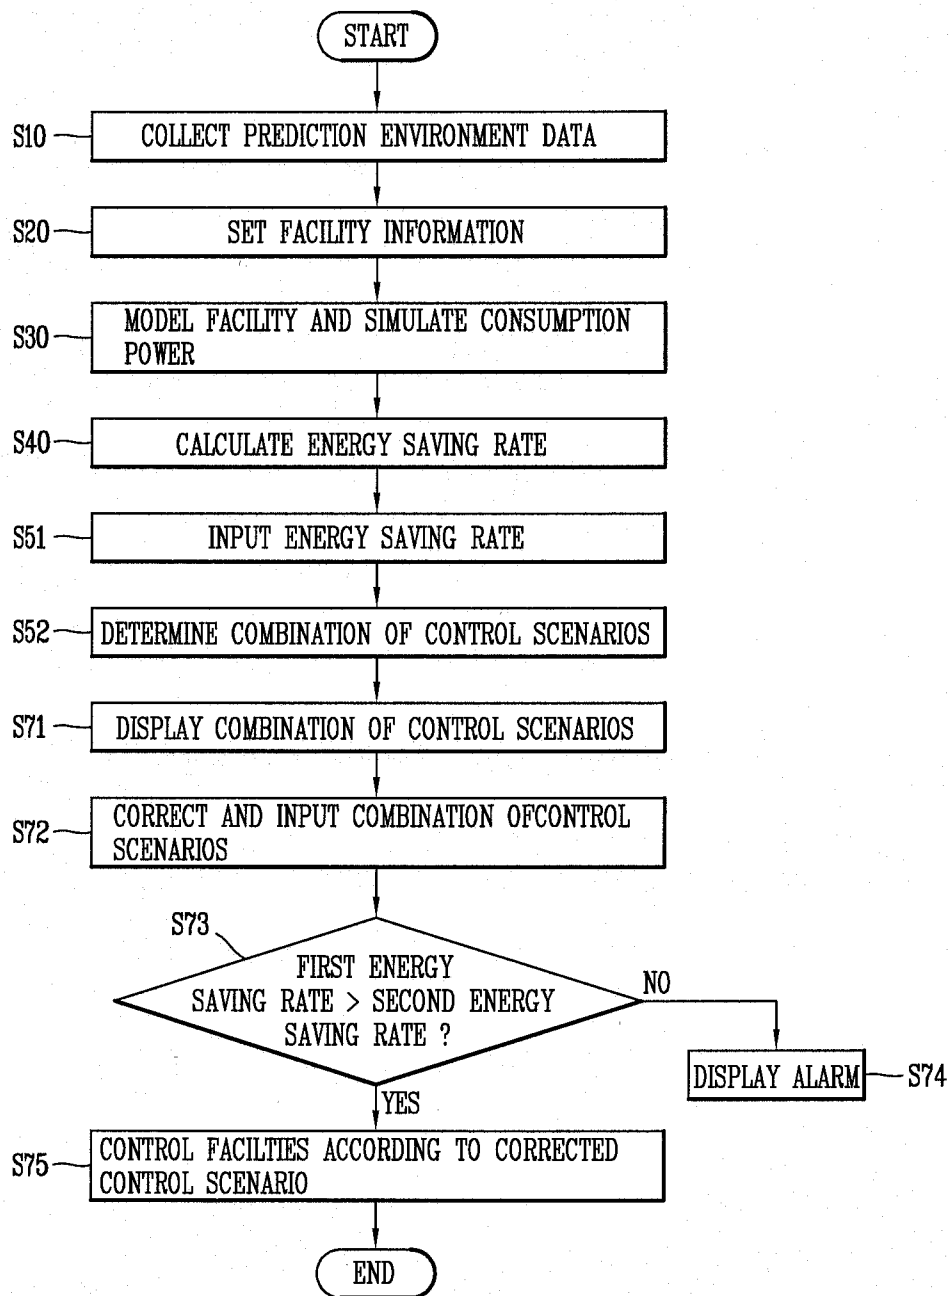 START
S10
COLLECT PREDICTION ENVIRONMENT DATA
S20
SET FACILITY INFORMATION
S30
MODEL FACILITY AND SIMULATE CONSUMPTION
POWER
S40
CALCULATE ENERGY SAVING RATE
S51
INPUT ENERGY SAVING RATE
S52
DETERMINE COMBINATION OF CONTROL SCENARIOS
S71
DISPLAY COMBINATION OF CONTROL SCENARIOS
S72
CORRECT AND INPUT COMBINATION OFCONTROL
SCENARIOS
S73
FIRST ENERGY
SAVING RATE > SECOND ENERGY
SAVING RATE ?
NO
DISPLAY ALARM
S74
YES
S75
CONTROL FACILTIES ACCORDING TO CORRECTED
CONTROL SCENARIO
END